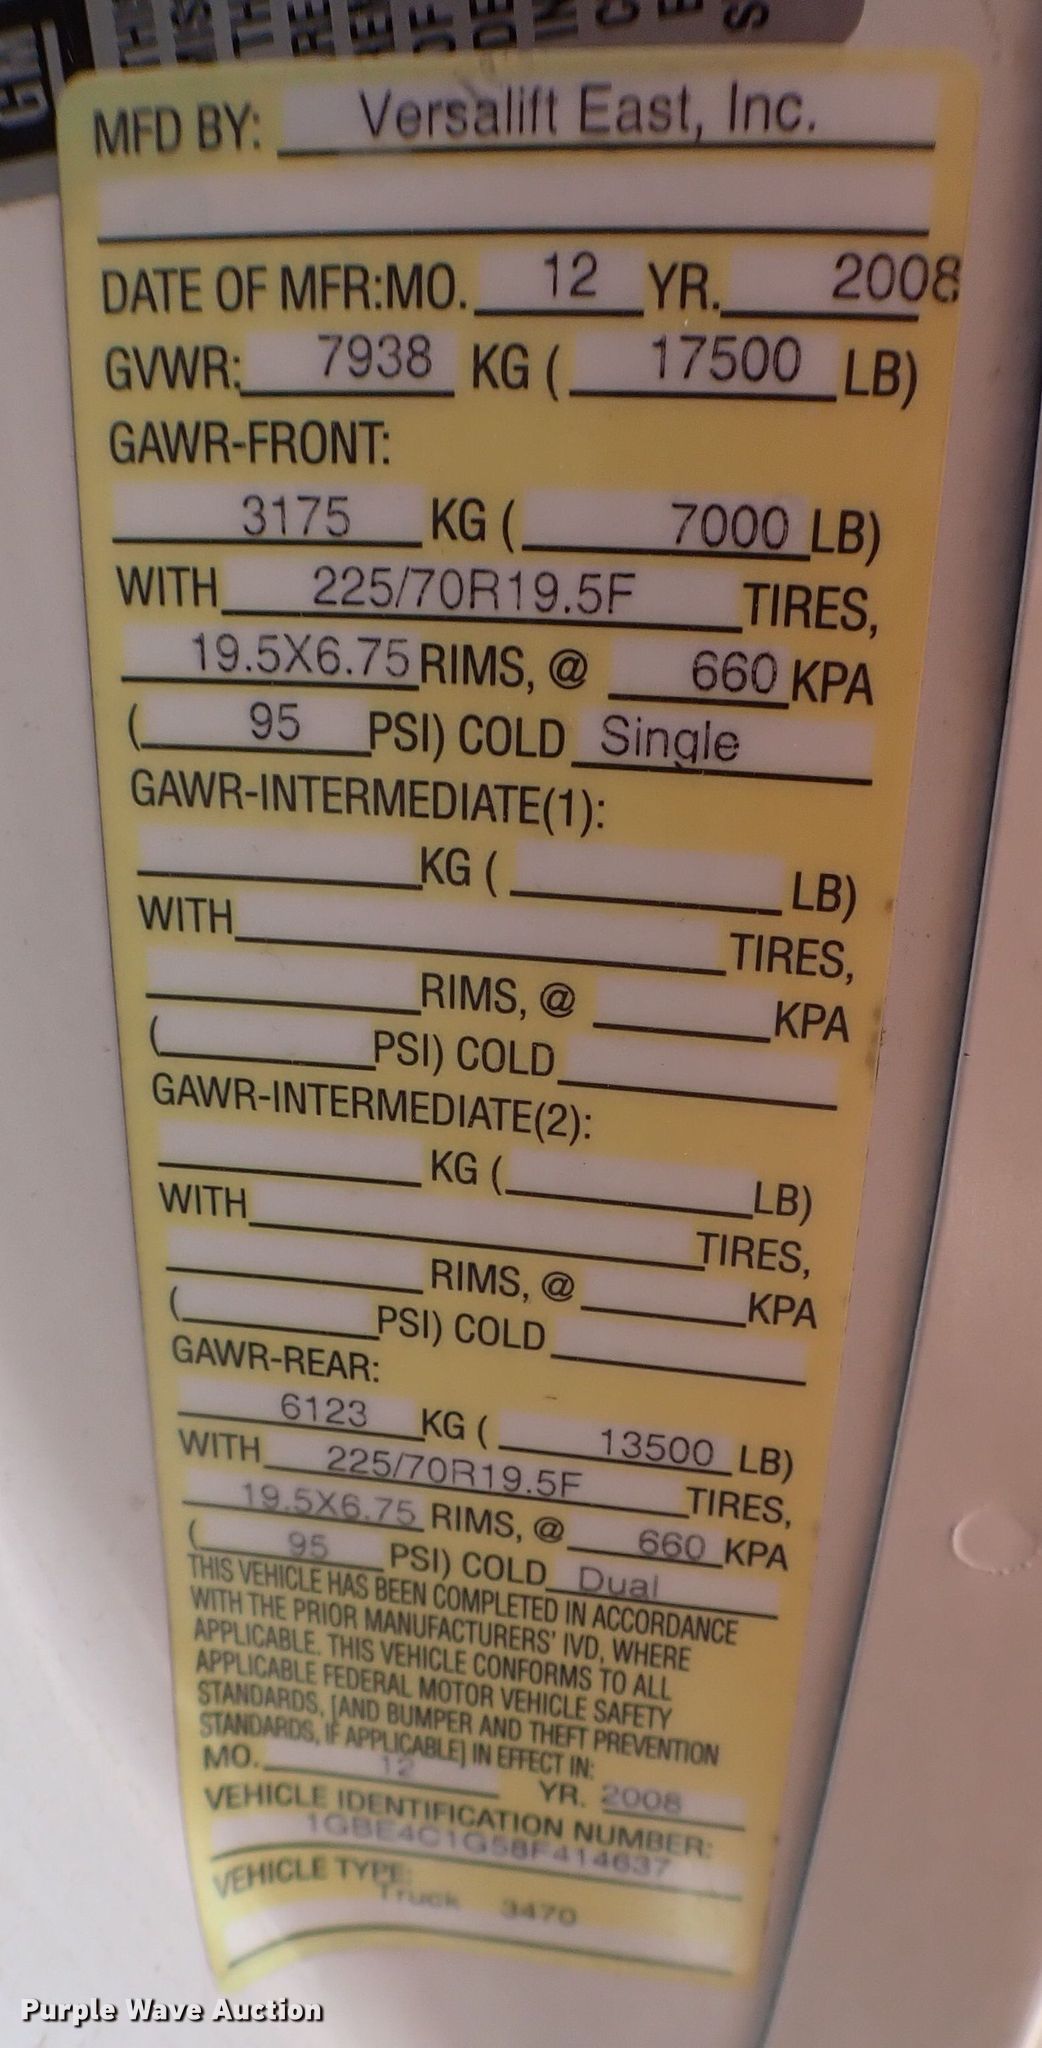 MFD BY: Versalift East, Inc.
DATE OF MFR:MO. 12 YR. 2008
GVWR: 7938 KG ( 17500 LB)
GAWR-FRONT:
3175 KG ( 7000 LB)
WITH 225/70R19.5F TIRES,
19.5X6.75 RIMS, @ 660 KPA
( 95 PSI) COLD Single
GAWR-INTERMEDIATE(1):
KG ( LB)
WITH TIRES,
RIMS, @ KPA
( PSI) COLD
GAWR-INTERMEDIATE(2):
KG ( LB)
WITH TIRES,
RIMS, @ KPA
( PSI) COLD
GAWR-REAR:
6123 KG ( 13500 LB)
WITH 225/70R19.5F TIRES,
19.5X6.75 RIMS, @ 660 KPA
( 95 PSI) COLD Dual
THIS VEHICLE HAS BEEN COMPLETED IN ACCORDANCE
WITH THE PRIOR MANUFACTURERS' IVD, WHERE
APPLICABLE. THIS VEHICLE CONFORMS TO ALL
APPLICABLE FEDERAL MOTOR VEHICLE SAFETY
STANDARDS, [AND BUMPER AND THEFT PREVENTION
STANDARDS, IF APPLICABLE] IN EFFECT IN:
MO. 12 YR. 2008
VEHICLE IDENTIFICATION NUMBER:
1GBE4C1G58F414637
VEHICLE TYPE:
Truck 3470
Purple Wave Auction